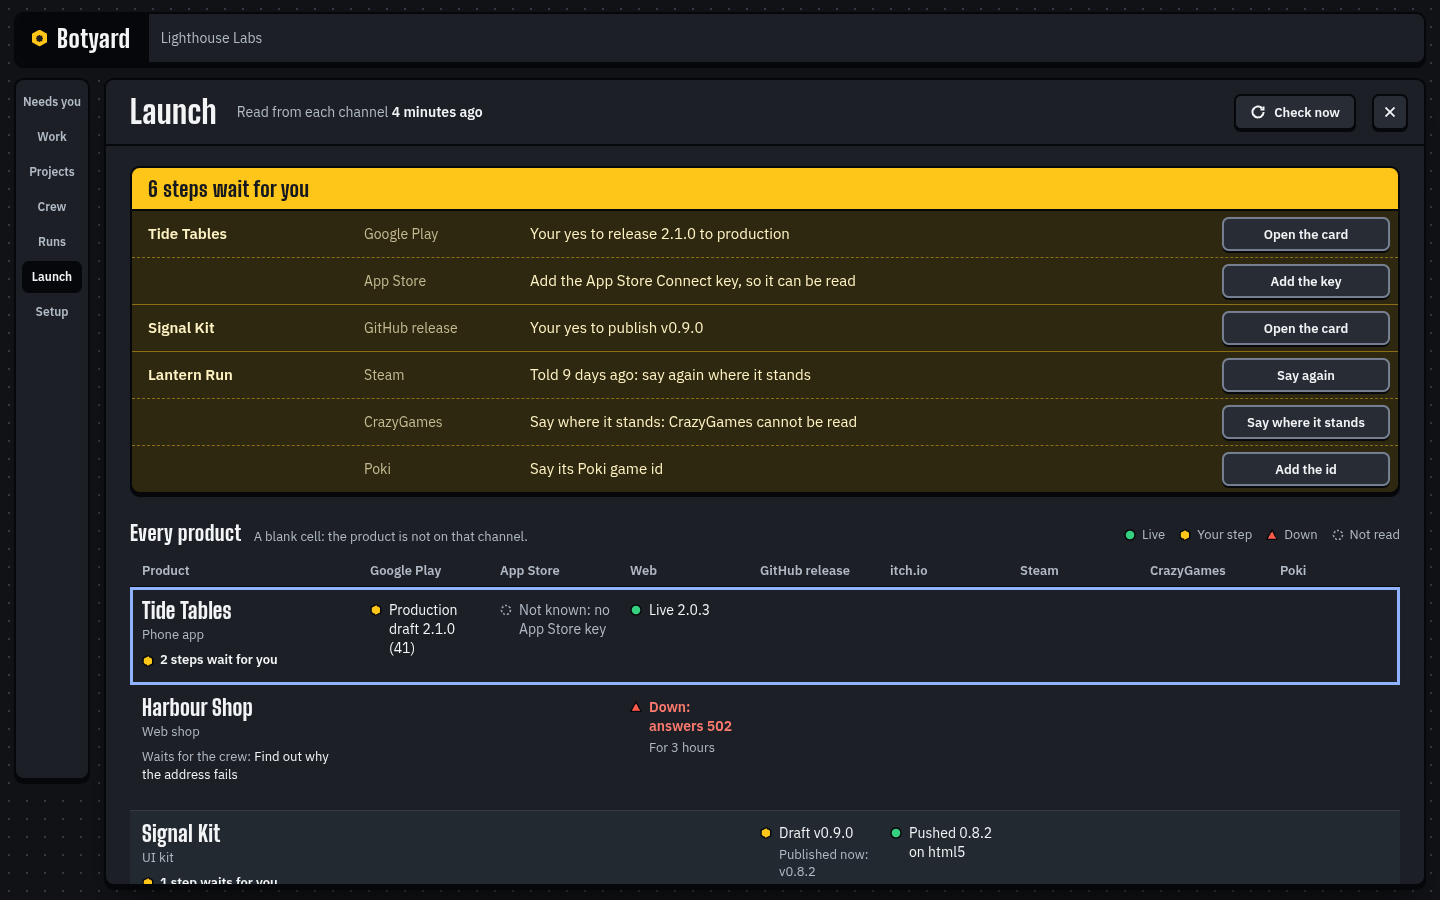 Botyard
Lighthouse Labs
Needs you
Work
Projects
Crew
Runs
Launch
Setup
Launch
Read from each channel 4 minutes ago
Check now
6 steps wait for you
Tide Tables
Google Play
Your yes to release 2.1.0 to production
Open the card
App Store
Add the App Store Connect key, so it can be read
Add the key
Signal Kit
GitHub release
Your yes to publish v0.9.0
Open the card
Lantern Run
Steam
Told 9 days ago: say again where it stands
Say again
CrazyGames
Say where it stands: CrazyGames cannot be read
Say where it stands
Poki
Say its Poki game id
Add the id
Every product
A blank cell: the product is not on that channel.
Live
Your step
Down
Not read
Product
Google Play
App Store
Web
GitHub release
itch.io
Steam
CrazyGames
Poki
Tide Tables
Phone app
2 steps wait for you
Production
draft 2.1.0
(41)
Not known: no
App Store key
Live 2.0.3
Harbour Shop
Web shop
Waits for the crew: Find out why
the address fails
Down:
answers 502
For 3 hours
Signal Kit
UI kit
1 step waits for you
Draft v0.9.0
Published now:
v0.8.2
Pushed 0.8.2
on html5